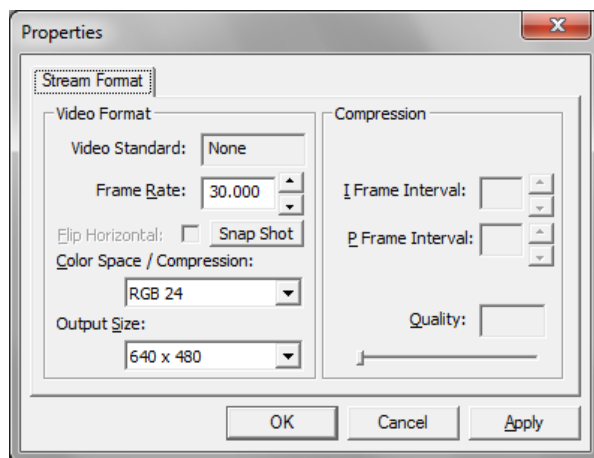 Properties
Stream Format
Video Format
Video Standard: None
Frame Rate: 30.000
Flip Horizontal: Snap Shot
Color Space / Compression:
RGB 24
Output Size:
640 x 480
Compression
I Frame Interval:
P Frame Interval:
Quality:
OK Cancel Apply